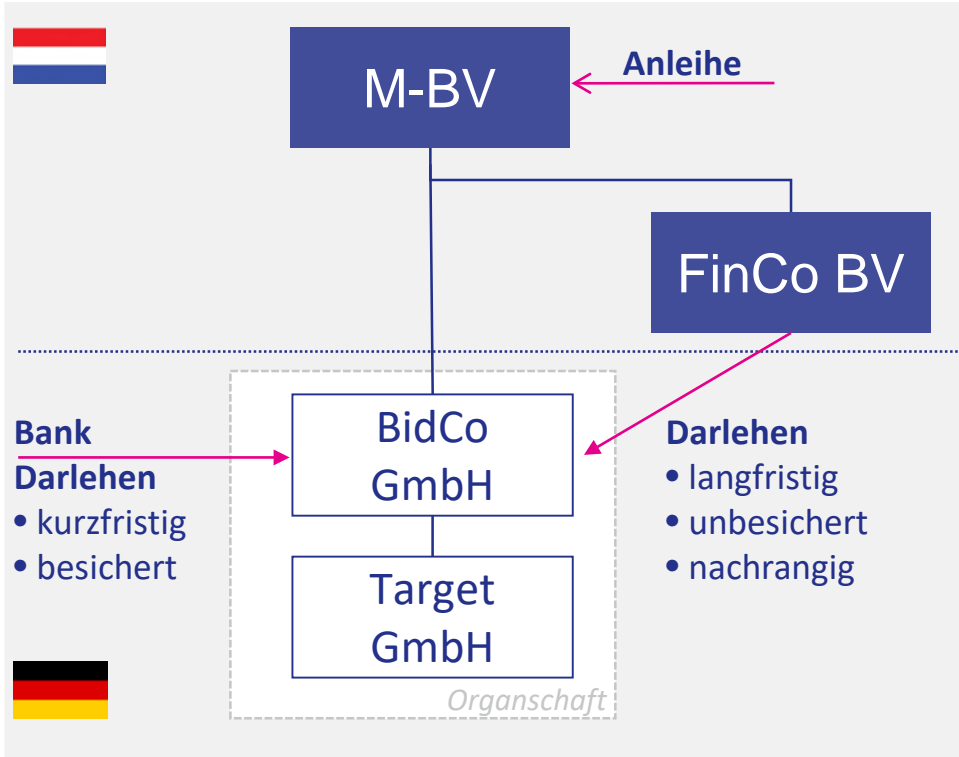 M-BV
Anleihe
FinCo BV
BidCo
GmbH
Bank
Darlehen
• kurzfristig
• besichert
Darlehen
• langfristig
• unbesichert
• nachrangig
Target
GmbH
Organschaft